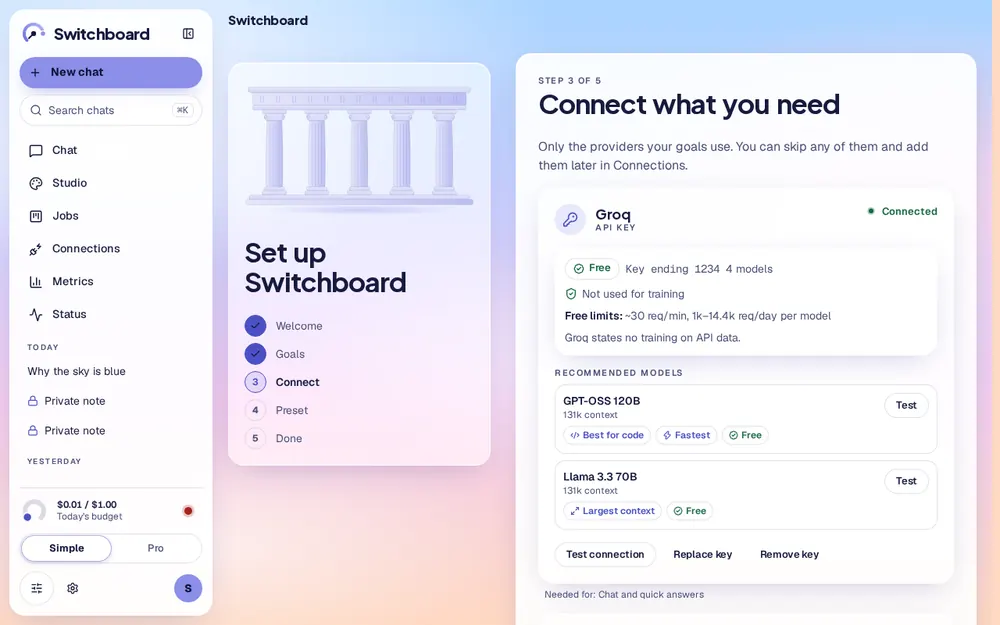 Switchboard
New chat
Search chats ⌘K
Chat
Studio
Jobs
Connections
Metrics
Status
TODAY
Why the sky is blue
Private note
Private note
YESTERDAY
$0.01 / $1.00
Today's budget
Simple Pro
S
Switchboard
Set up
Switchboard
Welcome
Goals
3 Connect
4 Preset
5 Done
STEP 3 OF 5
Connect what you need
Only the providers your goals use. You can skip any of them and add
them later in Connections.
Groq
API KEY
Connected
Free Key ending 1234 4 models
Not used for training
Free limits: ~30 req/min, 1k–14.4k req/day per model
Groq states no training on API data.
RECOMMENDED MODELS
GPT-OSS 120B
131k context
Best for code Fastest Free
Test
Llama 3.3 70B
131k context
Largest context Free
Test
Test connection Replace key Remove key
Needed for: Chat and quick answers